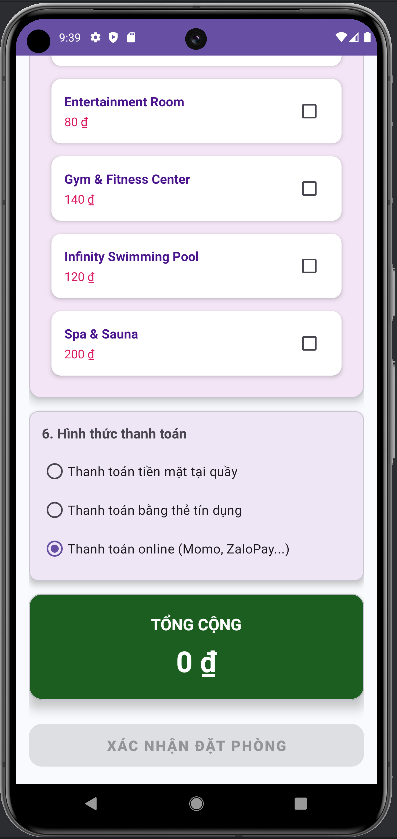 9:39
Entertainment Room
80 ₫
Gym & Fitness Center
140 ₫
Infinity Swimming Pool
120 ₫
Spa & Sauna
200 ₫
6. Hình thức thanh toán
Thanh toán tiền mặt tại quầy
Thanh toán bằng thẻ tín dụng
Thanh toán online (Momo, ZaloPay...)
TỔNG CỘNG
0 ₫
XÁC NHẬN ĐẶT PHÒNG